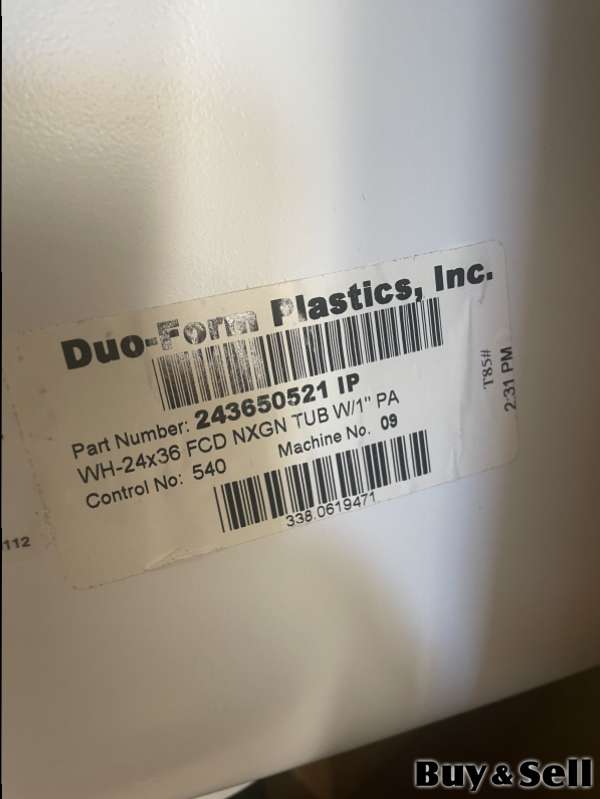 Duo-Form Plastics, Inc.
Part Number: 243650521 IP
WH-24x36 FCD NXGN TUB W/1" PA
Control No: 540 Machine No. 09
338.0619471
T85#
2:31 PM
112
Buy & Sell